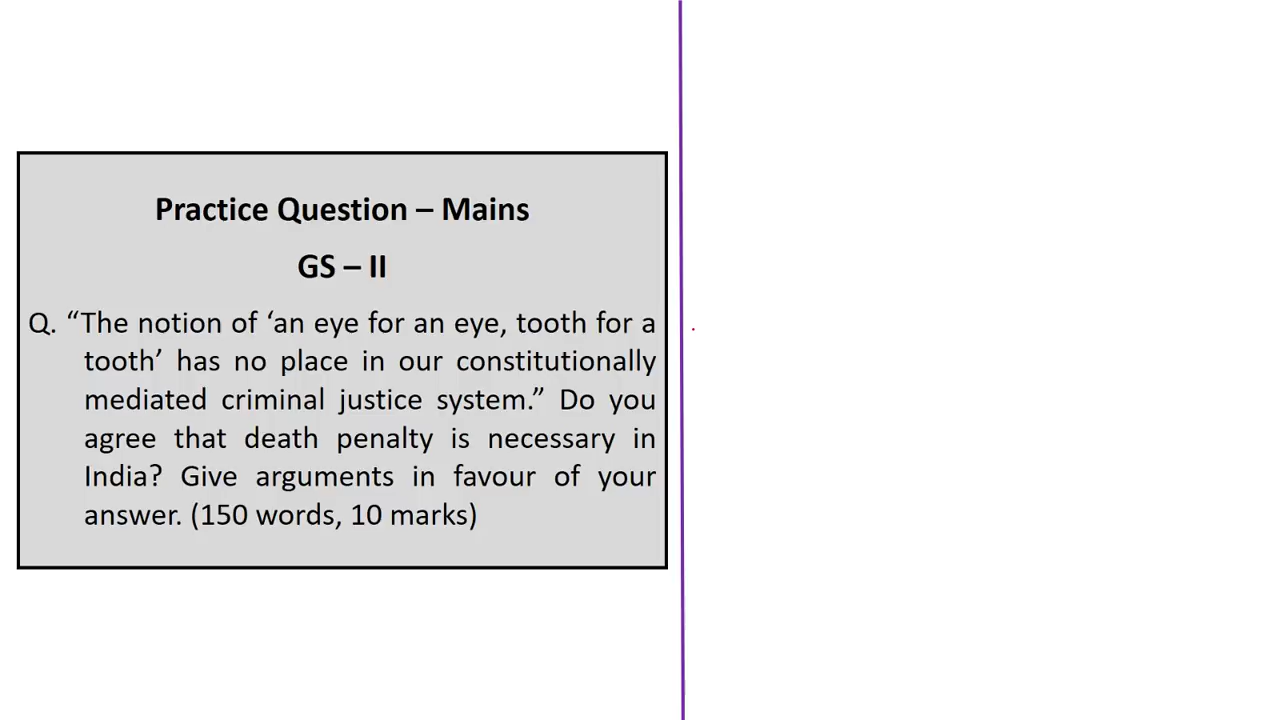 Practice Question – Mains
GS – II
Q. “The notion of ‘an eye for an eye, tooth for a
tooth’ has no place in our constitutionally
mediated criminal justice system.” Do you
agree that death penalty is necessary in
India? Give arguments in favour of your
answer. (150 words, 10 marks)